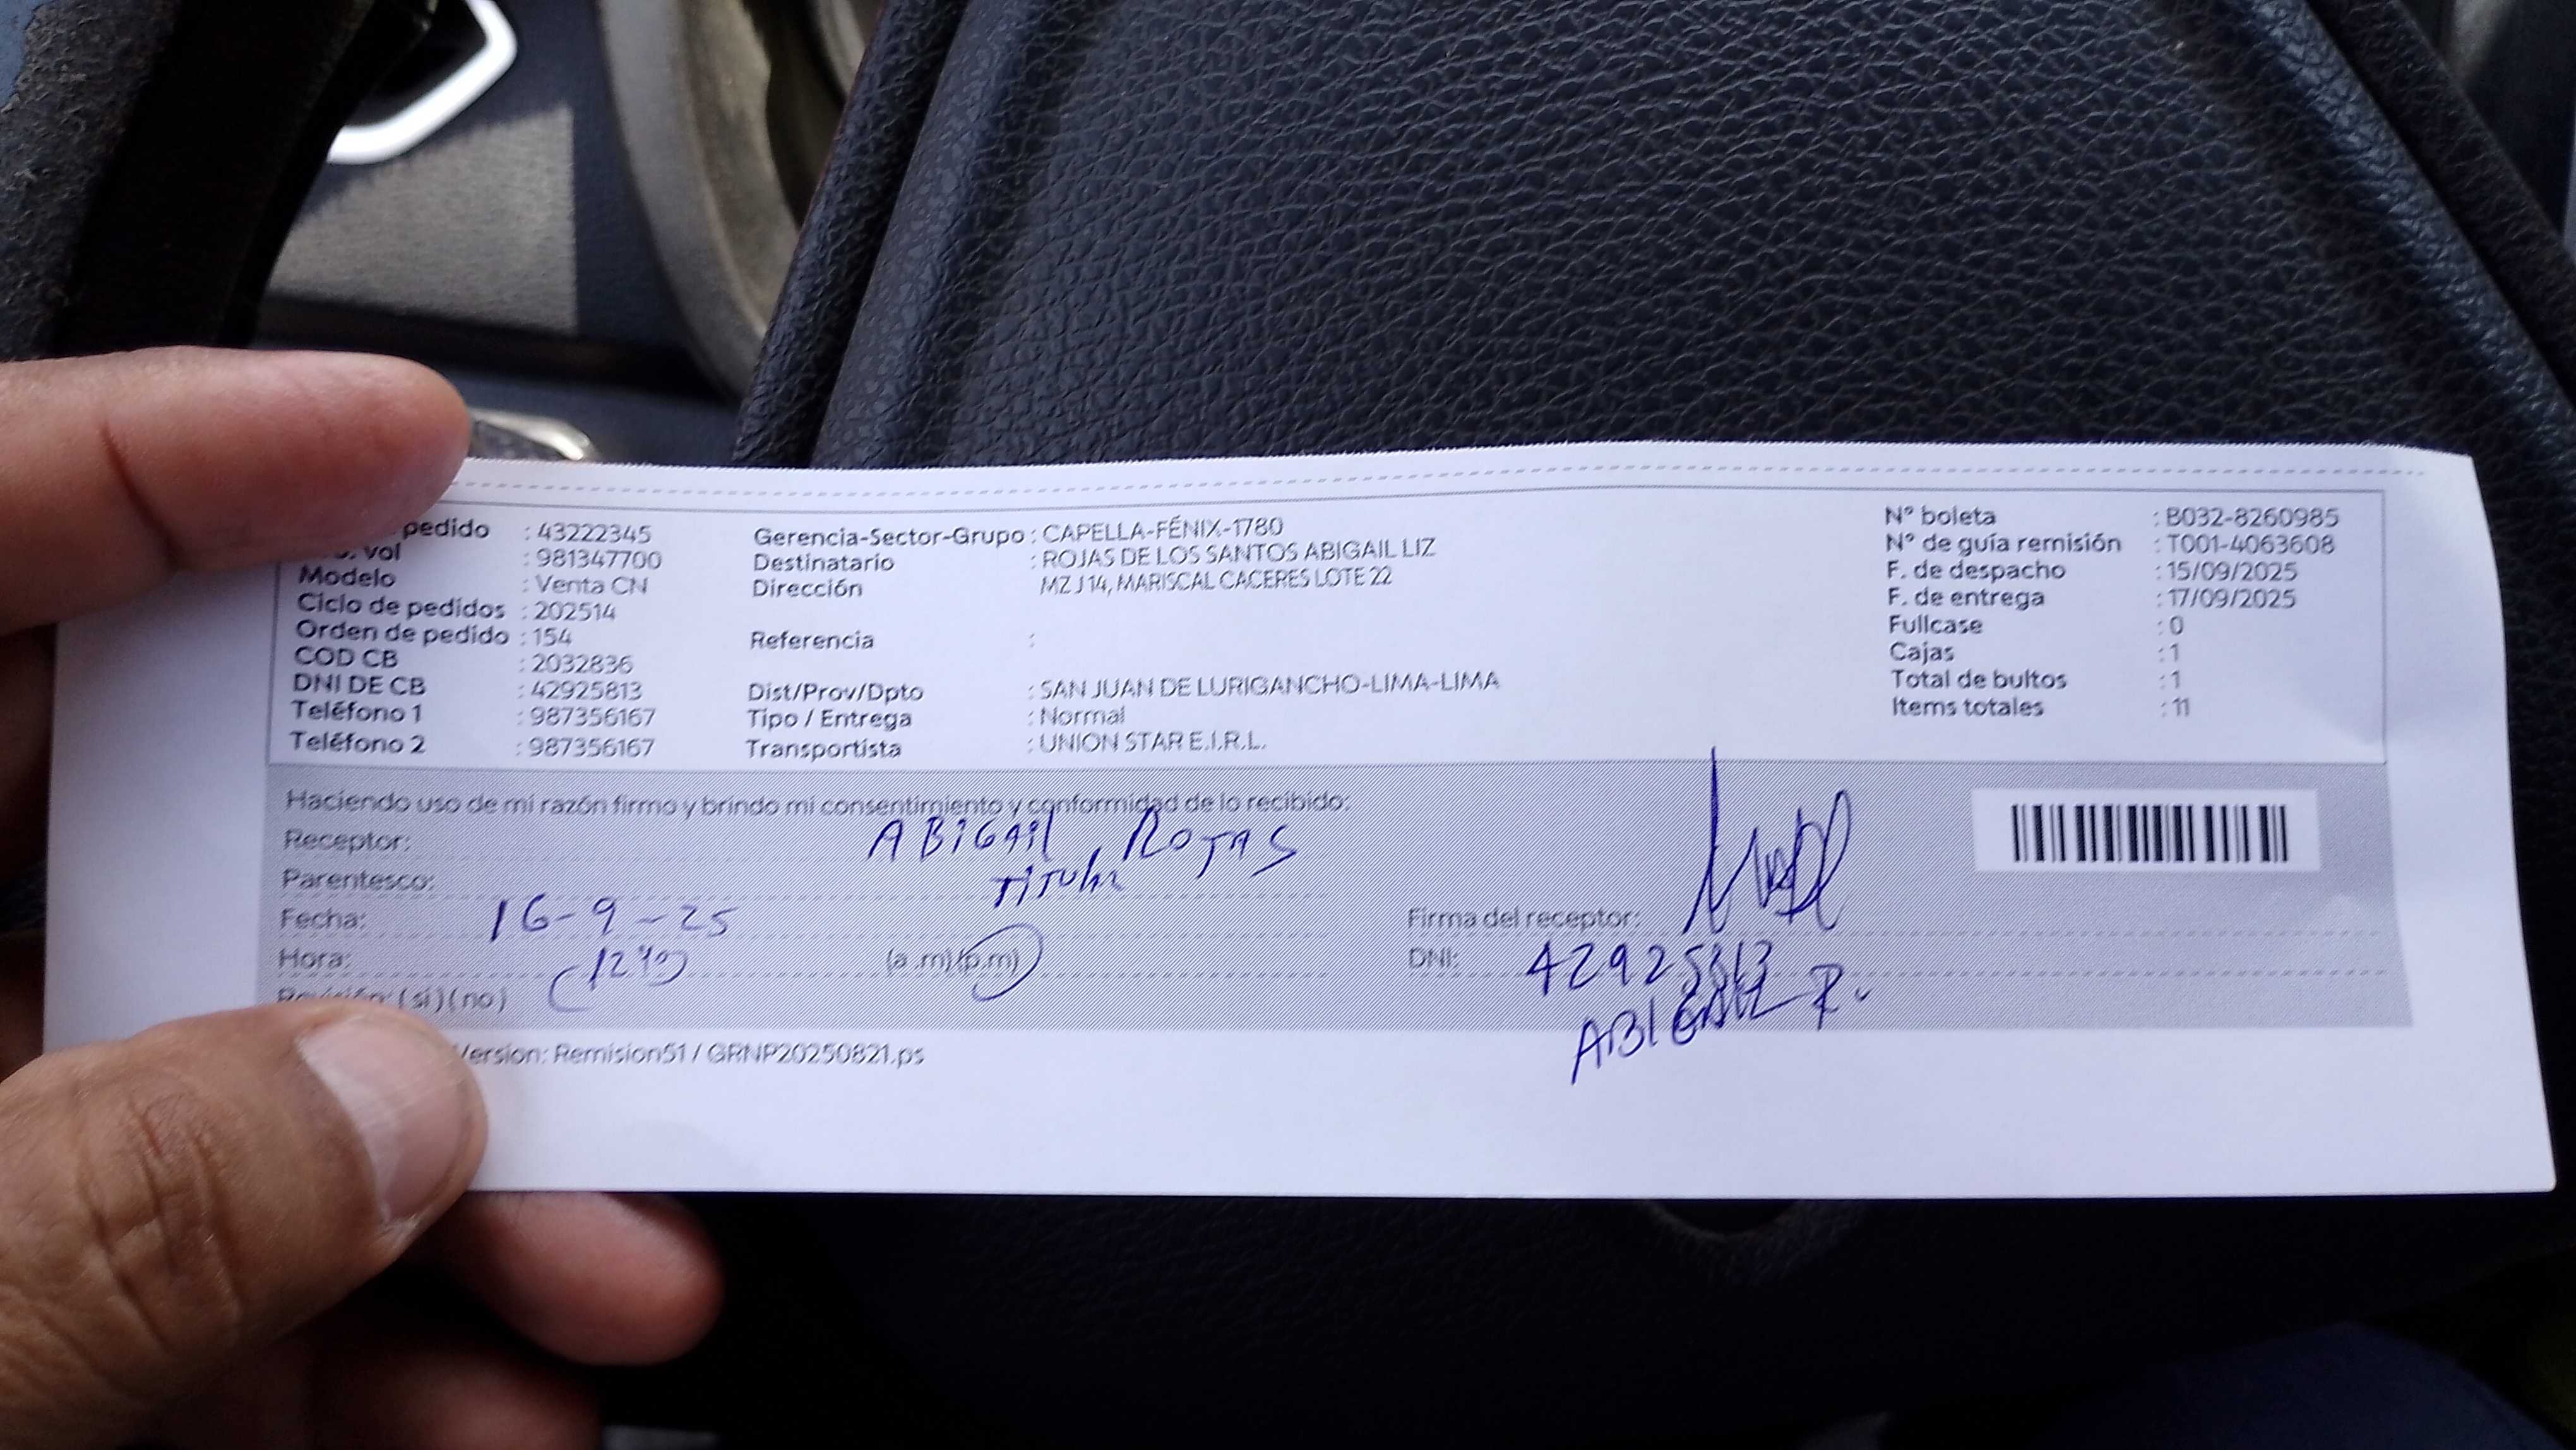 pedido : 43222345 Gerencia-Sector-Grupo : CAPELLA-FÉNIX-1780 N° boleta : B032-8260985
vol : 981347700 Destinatario : ROJAS DE LOS SANTOS ABIGAIL LIZ N° de guía remisión : T001-4063608
Modelo : Venta CN Dirección MZ J 14, MARISCAL CACERES LOTE 22 F. de despacho : 15/09/2025
Ciclo de pedidos : 202514 F. de entrega : 17/09/2025
Orden de pedido : 154 Referencia : Fullcase : 0
COD CB : 2032836 Cajas : 1
DNI DE CB : 42925813 Dist/Prov/Dpto : SAN JUAN DE LURIGANCHO-LIMA-LIMA Total de bultos : 1
Teléfono 1 : 987356167 Tipo / Entrega : Normal Items totales : 11
Teléfono 2 : 987356167 Transportista : UNION STAR E.I.R.L.
Haciendo uso de mi razón firmo y brindo mi consentimiento y conformidad de lo recibido:
Receptor: ABIGAIL ROJAS
Parentesco: Titular
Fecha: 16-9-25 Firma del receptor:
Hora: (a .m)(p.m) DNI: 42925813
Revisión: (si)(no) ABIGAIL R.
Version: Remision51 / GRNP20250821.ps